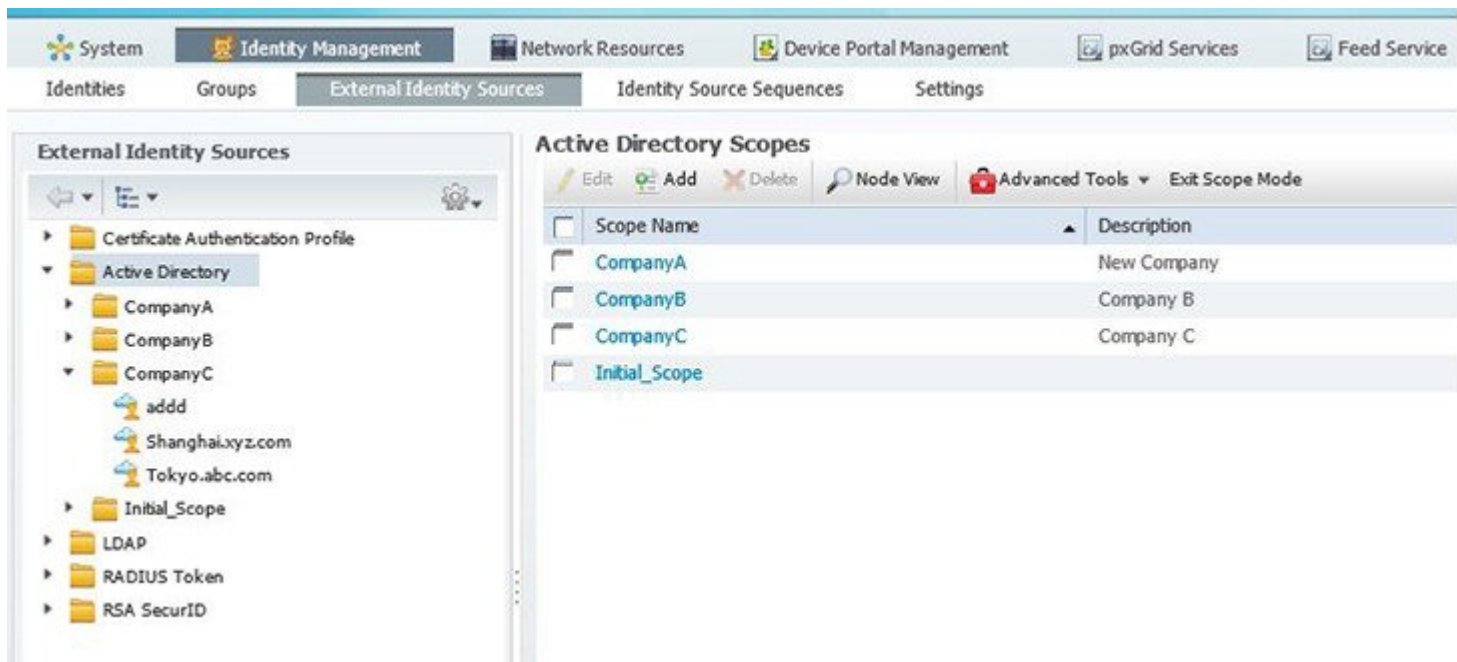 System Identity Management Network Resources Device Portal Management pxGrid Services Feed Service
Identities Groups External Identity Sources Identity Source Sequences Settings
External Identity Sources
Certificate Authentication Profile
Active Directory
CompanyA
CompanyB
CompanyC
addd
Shanghai.xyz.com
Tokyo.abc.com
Initial_Scope
LDAP
RADIUS Token
RSA SecurID
Active Directory Scopes
Edit Add Delete Node View Advanced Tools Exit Scope Mode
Scope Name Description
CompanyA New Company
CompanyB Company B
CompanyC Company C
Initial_Scope